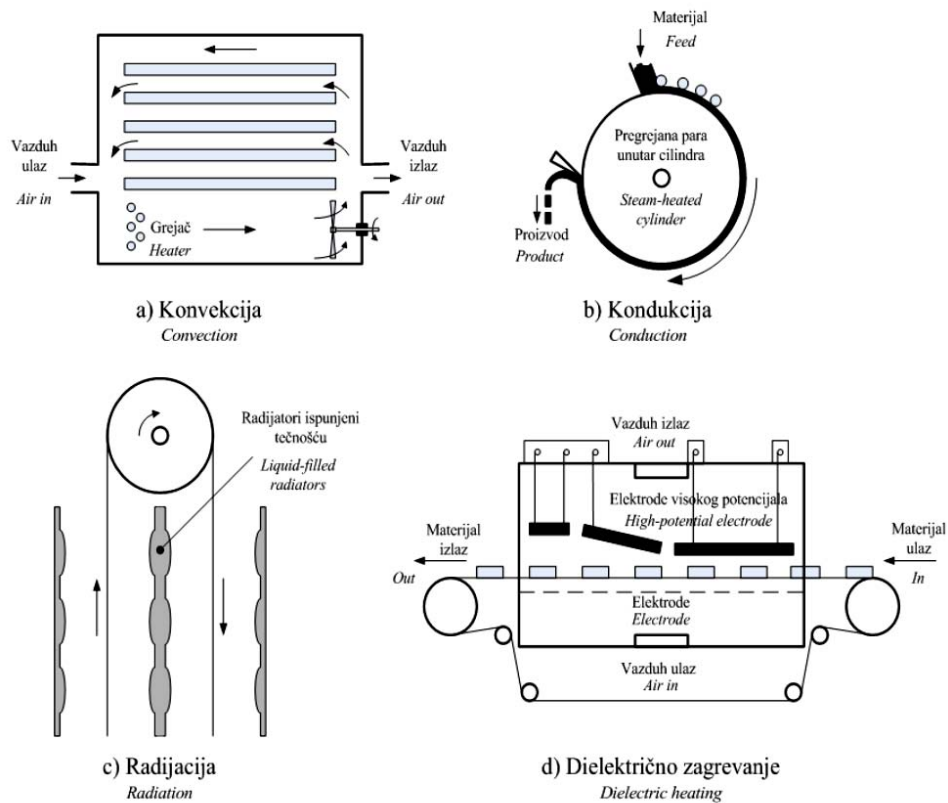 Vazduh
ulaz
Air in
Grejač
Heater
Vazduh
izlaz
Air out
a) Konvekcija
Convection
Materijal
Feed
Pregrejana para
unutar cilindra
Steam-heated
cylinder
Proizvod
Product
b) Kondukcija
Conduction
Radijatori ispunjeni
tečnošću
Liquid-filled
radiators
c) Radijacija
Radiation
Vazduh izlaz
Air out
Elektrode visokog potencijala
High-potential electrode
Materijal
izlaz
Out
Materijal
ulaz
In
Elektrode
Electrode
Vazduh ulaz
Air in
d) Dielektrično zagrevanje
Dielectric heating